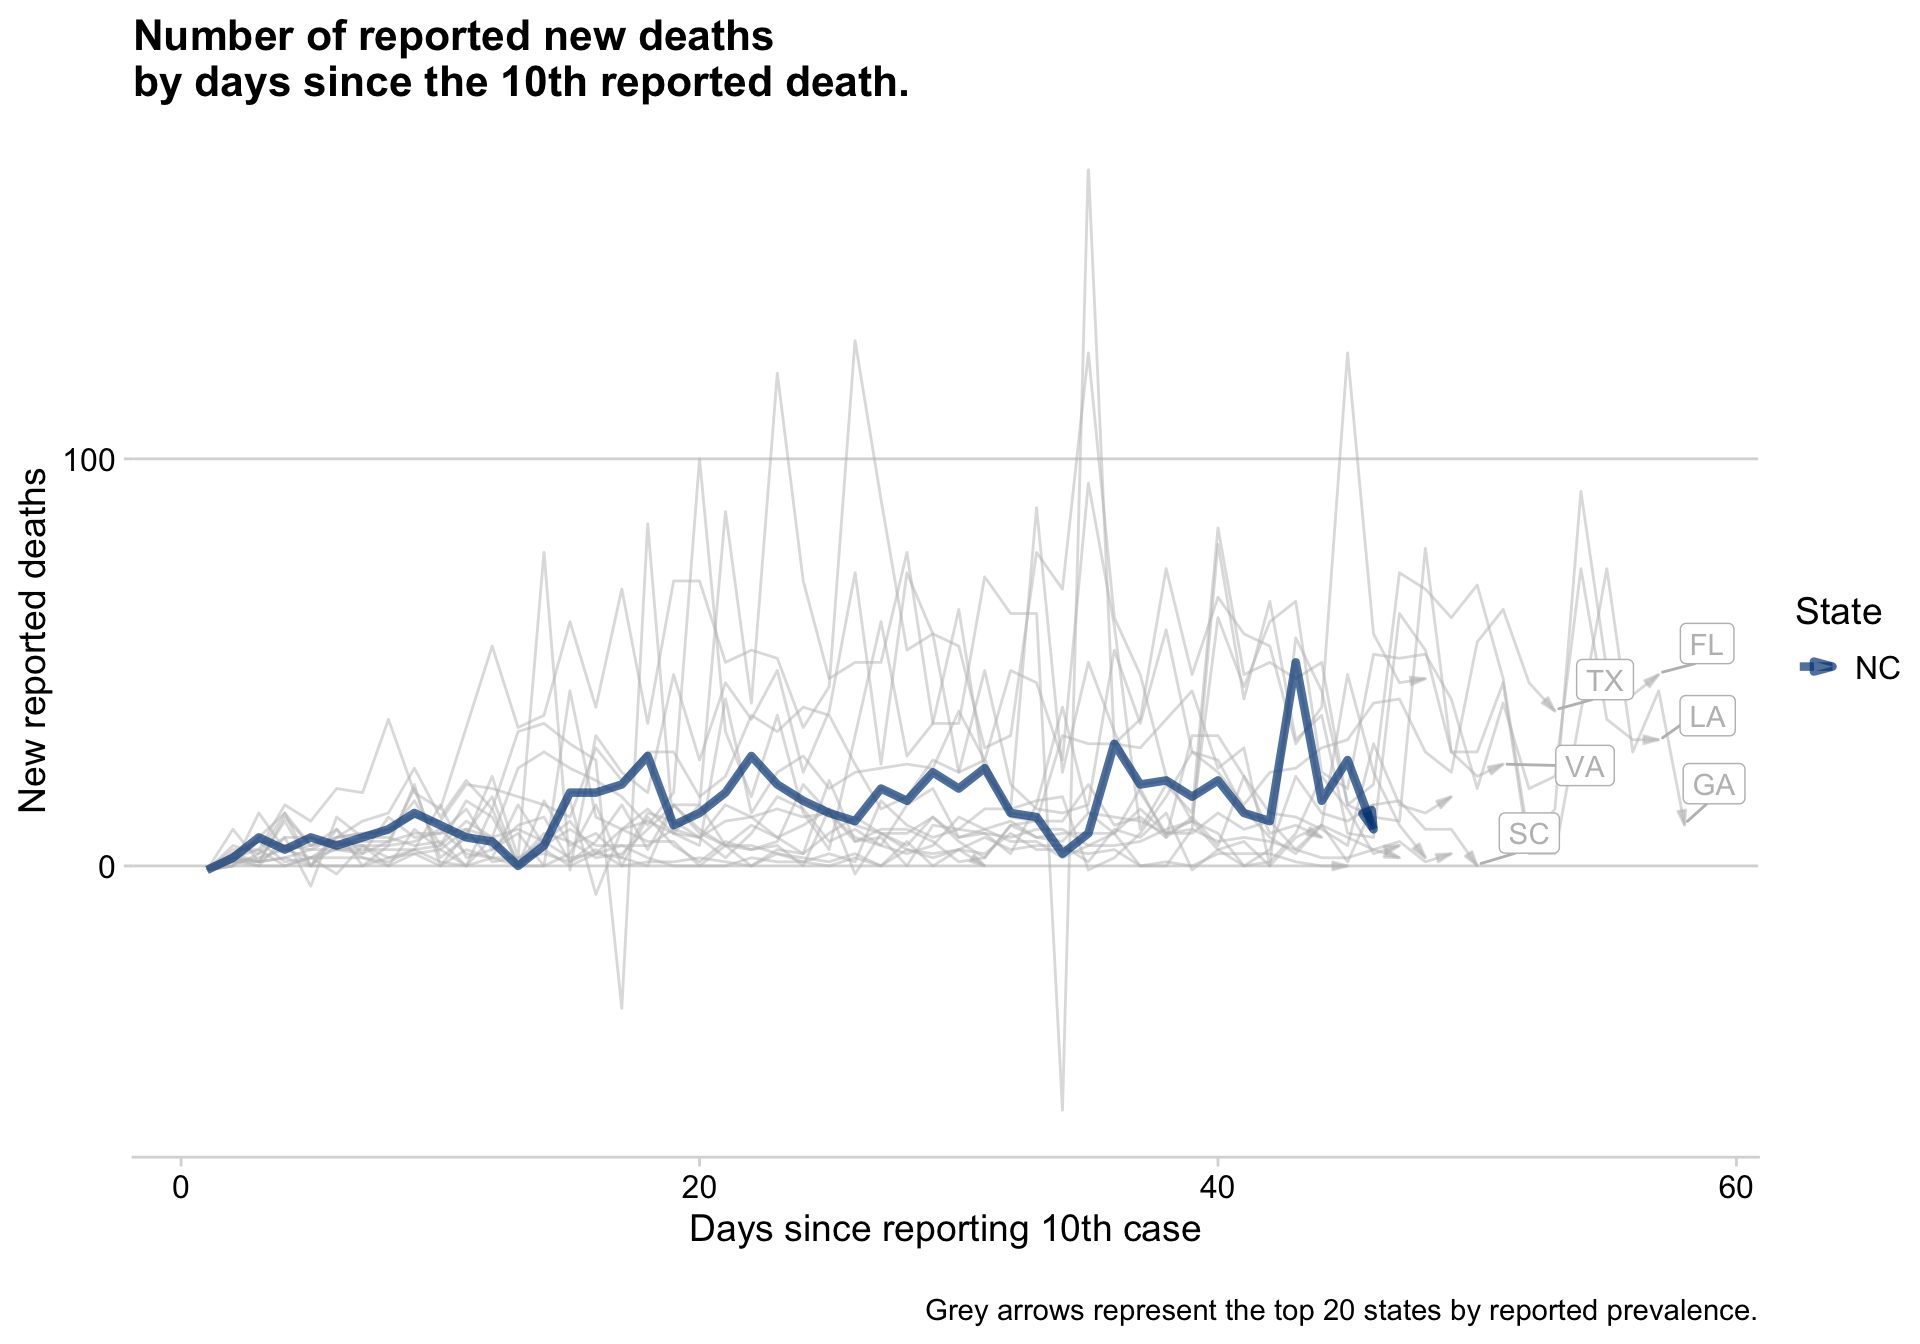 Number of reported new deaths
by days since the 10th reported death.
New reported deaths
100
0
FL
TX
LA
VA
GA
SC
State
NC
0 20 40 60
Days since reporting 10th case
Grey arrows represent the top 20 states by reported prevalence.